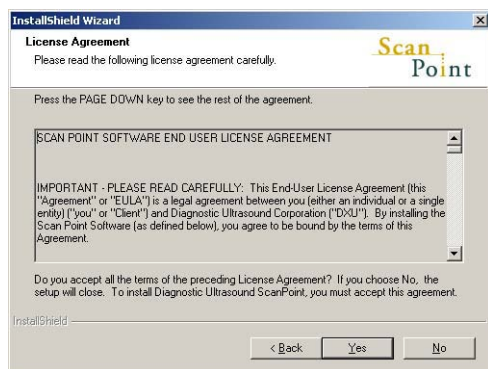 InstallShield Wizard
License Agreement
Please read the following license agreement carefully.
Scan
Point
Press the PAGE DOWN key to see the rest of the agreement.
SCAN POINT SOFTWARE END USER LICENSE AGREEMENT
IMPORTANT - PLEASE READ CAREFULLY: This End-User License Agreement (this
"Agreement" or "EULA") is a legal agreement between you (either an individual or a single
entity) ("you" or "Client") and Diagnostic Ultrasound Corporation ("DXU"). By installing the
Scan Point Software (as defined below), you agree to be bound by the terms of this
Agreement.
Do you accept all the terms of the preceding License Agreement? If you choose No, the
setup will close. To install Diagnostic Ultrasound ScanPoint, you must accept this agreement.
InstallShield
< Back Yes No